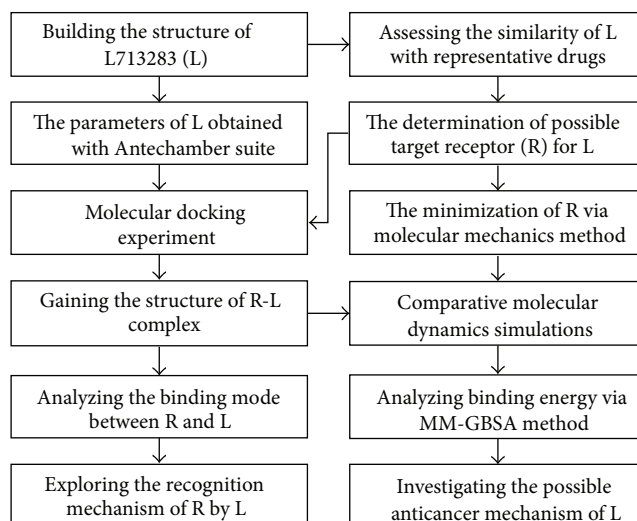 Building the structure of
L713283 (L)
Assessing the similarity of L
with representative drugs
The parameters of L obtained
with Antechamber suite
The determination of possible
target receptor (R) for L
Molecular docking
experiment
The minimization of R via
molecular mechanics method
Gaining the structure of R-L
complex
Comparative molecular
dynamics simulations
Analyzing the binding mode
between R and L
Analyzing binding energy via
MM-GBSA method
Exploring the recognition
mechanism of R by L
Investigating the possible
anticancer mechanism of L